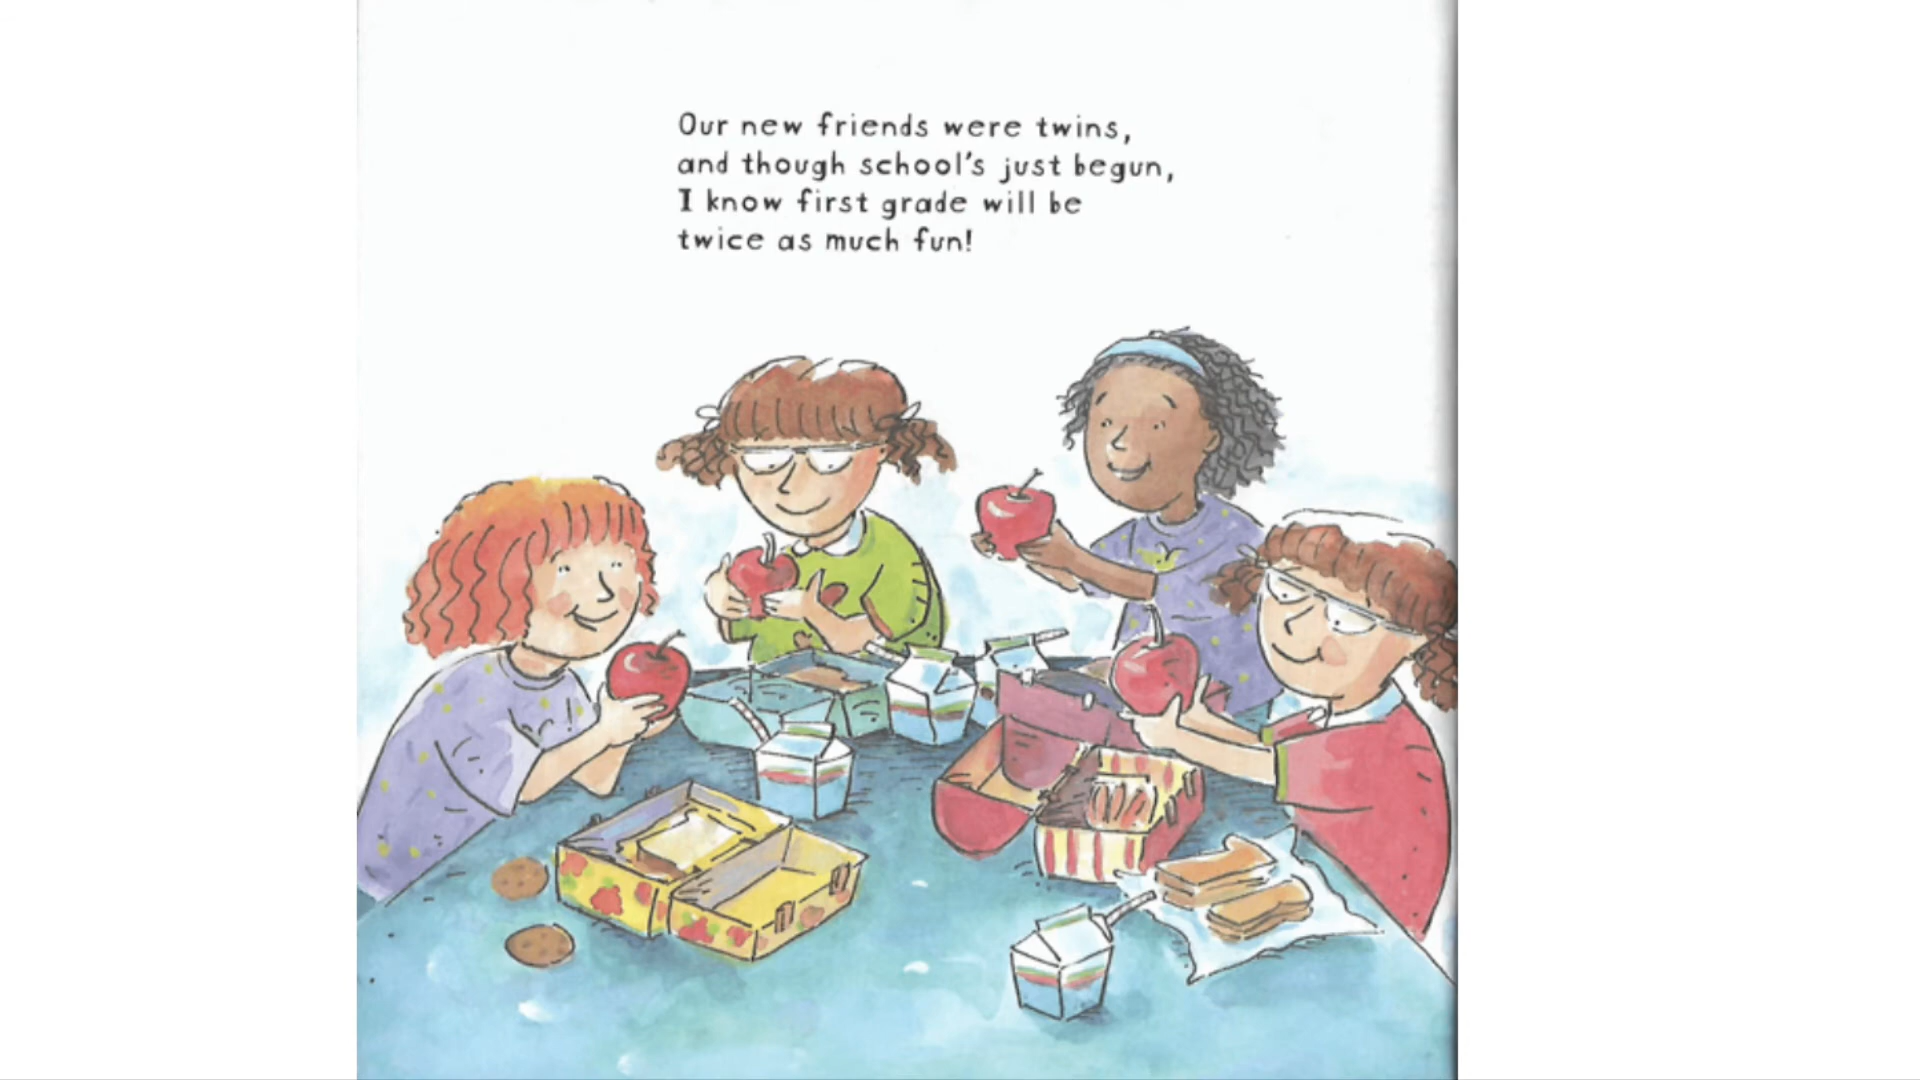 Our new friends were twins,
and though school's just begun,
I know first grade will be
twice as much fun!